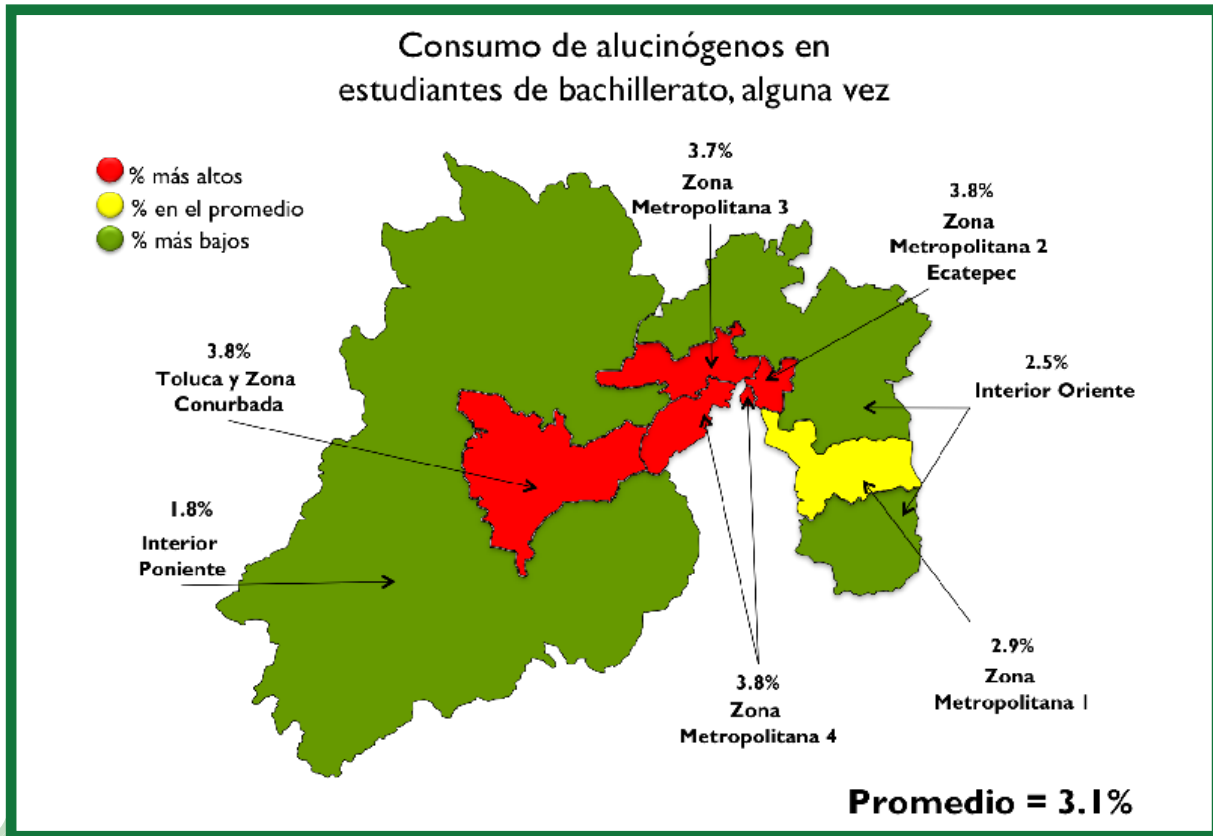 Consumo de alucinógenos en
estudiantes de bachillerato, alguna vez
% más altos
% en el promedio
% más bajos
3.7%
Zona
Metropolitana 3
3.8%
Zona
Metropolitana 2
Ecatepec
3.8%
Toluca y Zona
Conurbada
2.5%
Interior Oriente
1.8%
Interior
Poniente
3.8%
Zona
Metropolitana 4
2.9%
Zona
Metropolitana 1
Promedio = 3.1%